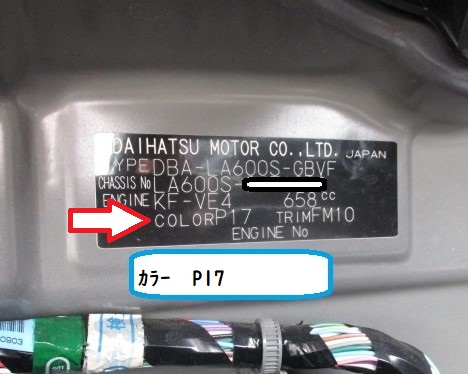 DAIHATSU MOTOR CO.,LTD. JAPAN
TYPE DBA-LA600S-GBVF
CHASSIS No LA600S-
ENGINE KF-VE4 658cc
COLOR P17 TRIM FM10
ENGINE No
ｶﾗｰ P17
0903